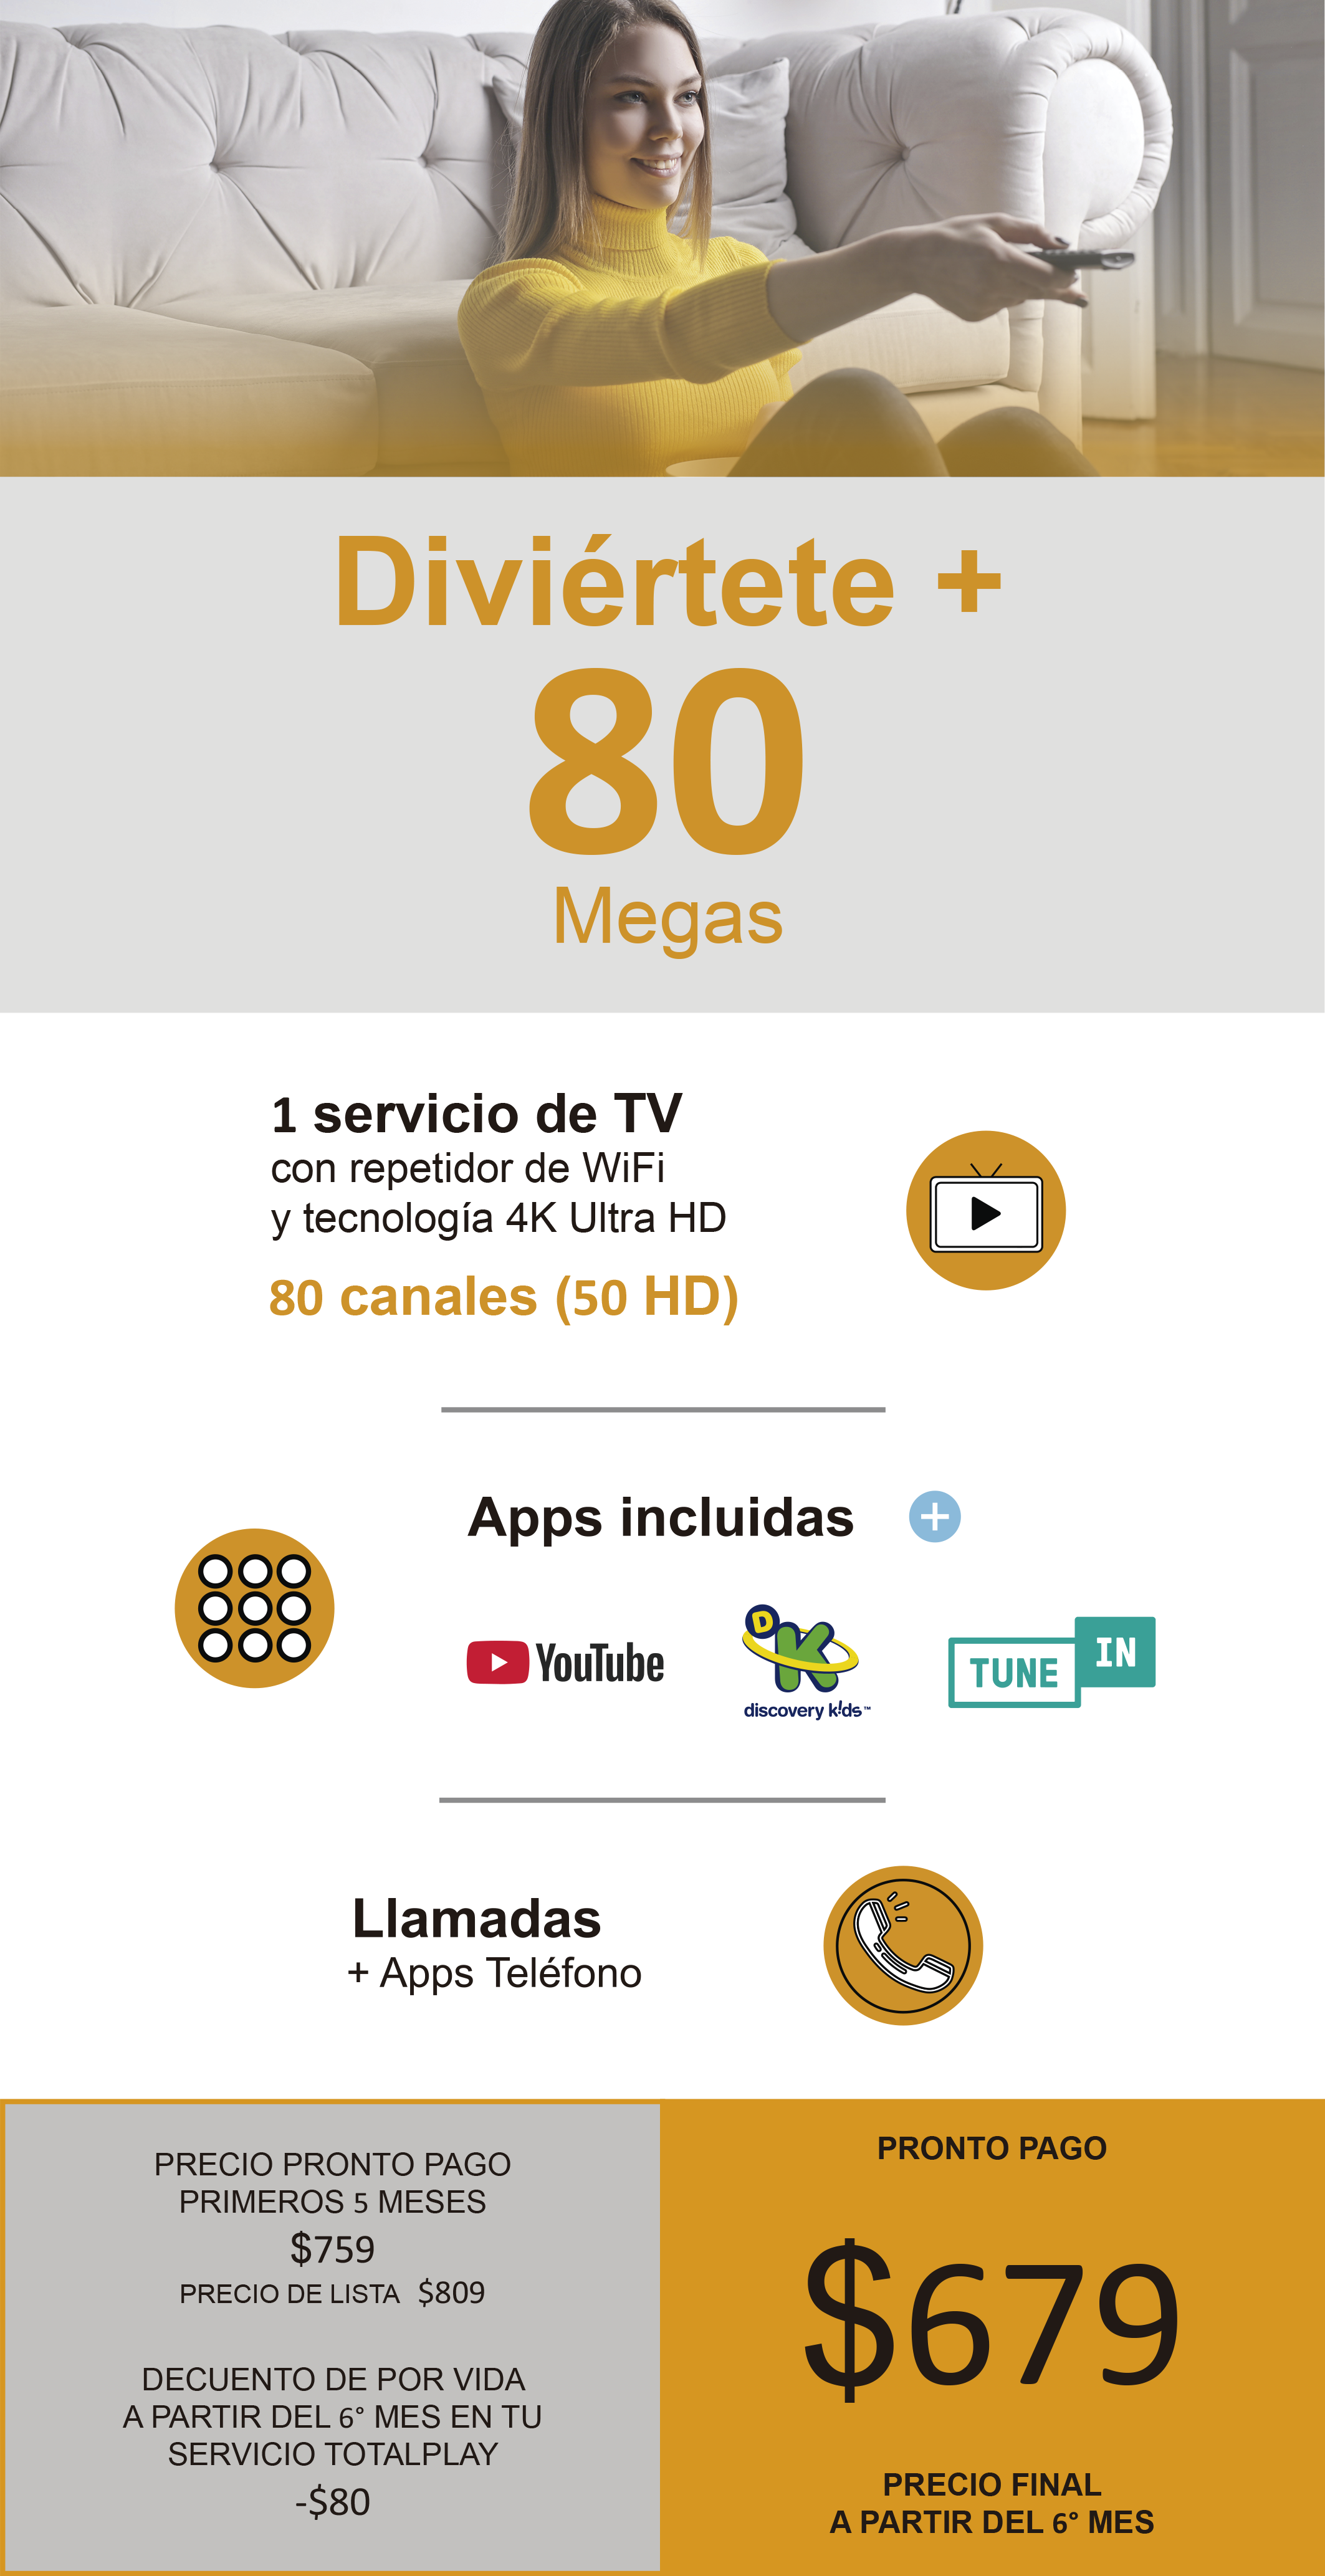 Diviértete +
80
Megas
1 servicio de TV
con repetidor de WiFi
y tecnología 4K Ultra HD
80 canales (50 HD)
Apps incluidas +
YouTube
D
K
discovery k!ds™
TUNE IN
Llamadas
+ Apps Teléfono
PRECIO PRONTO PAGO
PRIMEROS 5 MESES
$759
PRECIO DE LISTA $809
DECUENTO DE POR VIDA
A PARTIR DEL 6° MES EN TU
SERVICIO TOTALPLAY
-$80
PRONTO PAGO
$679
PRECIO FINAL
A PARTIR DEL 6° MES